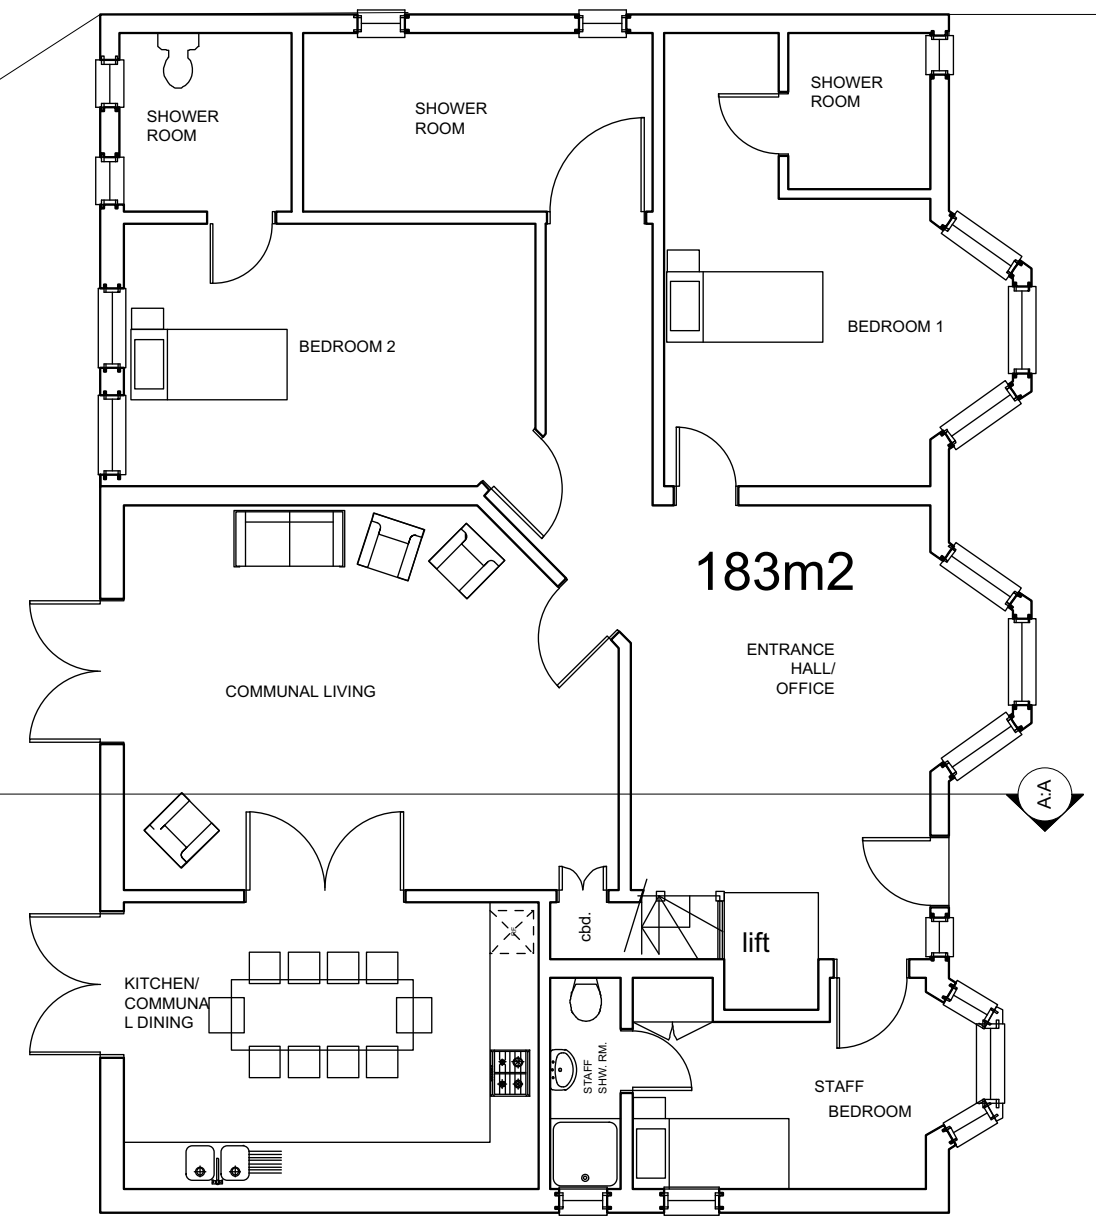 SHOWER
ROOM
SHOWER
ROOM
SHOWER
ROOM
BEDROOM 2
BEDROOM 1
183m2
ENTRANCE
HALL/
OFFICE
COMMUNAL LIVING
A:A
cbd.
lift
KITCHEN/
COMMUNA
L DINING
STAFF
SHW. RM.
STAFF
BEDROOM